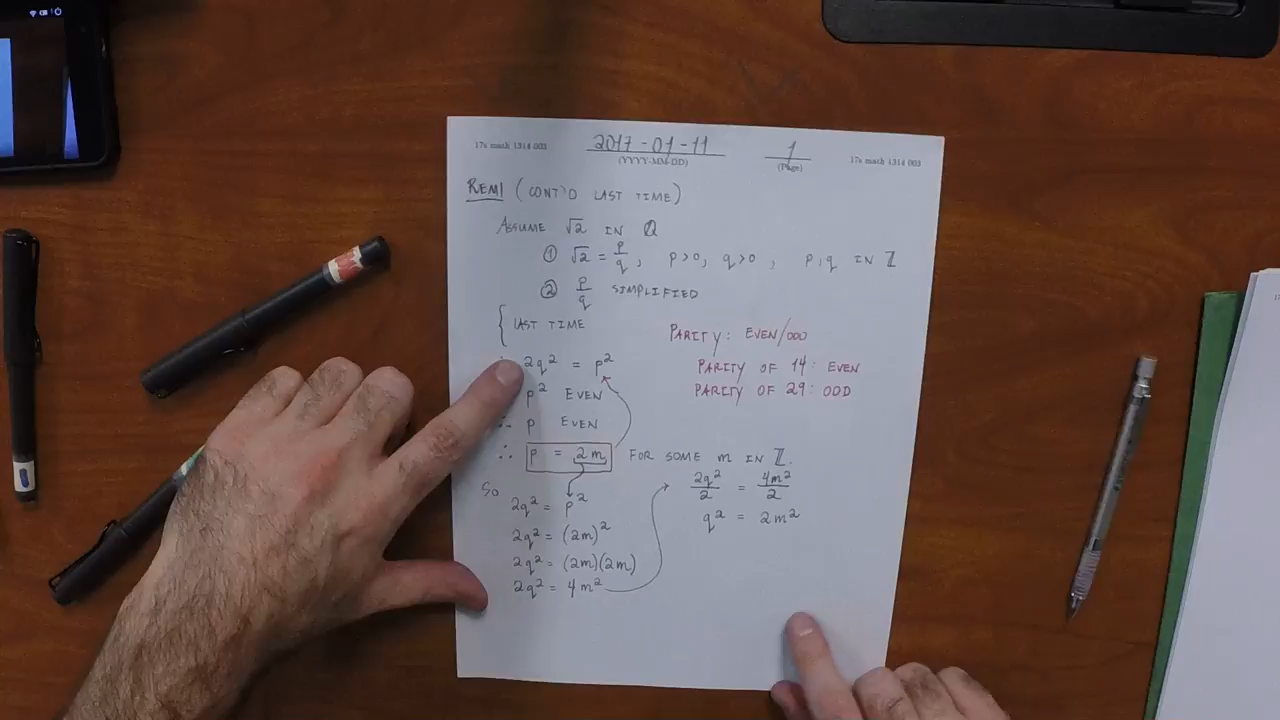 17s math 1314 003 2017-01-11 1 17s math 1314 003
(YYYY-MM-DD) (Page)
REM (CONT'D LAST TIME)
ASSUME √2 IN ℚ
① √2 = p/q, p>0, q>0, p,q IN ℤ
② p/q SIMPLIFIED
{ LAST TIME
2q² = p²
p² EVEN
∴ p EVEN
∴ p = 2m FOR SOME m IN ℤ.
So
2q² = p²
2q² = (2m)²
2q² = (2m)(2m)
2q² = 4m²
PARITY: EVEN/ODD
PARITY OF 14: EVEN
PARITY OF 29: ODD
2q²/2 = 4m²/2
q² = 2m²